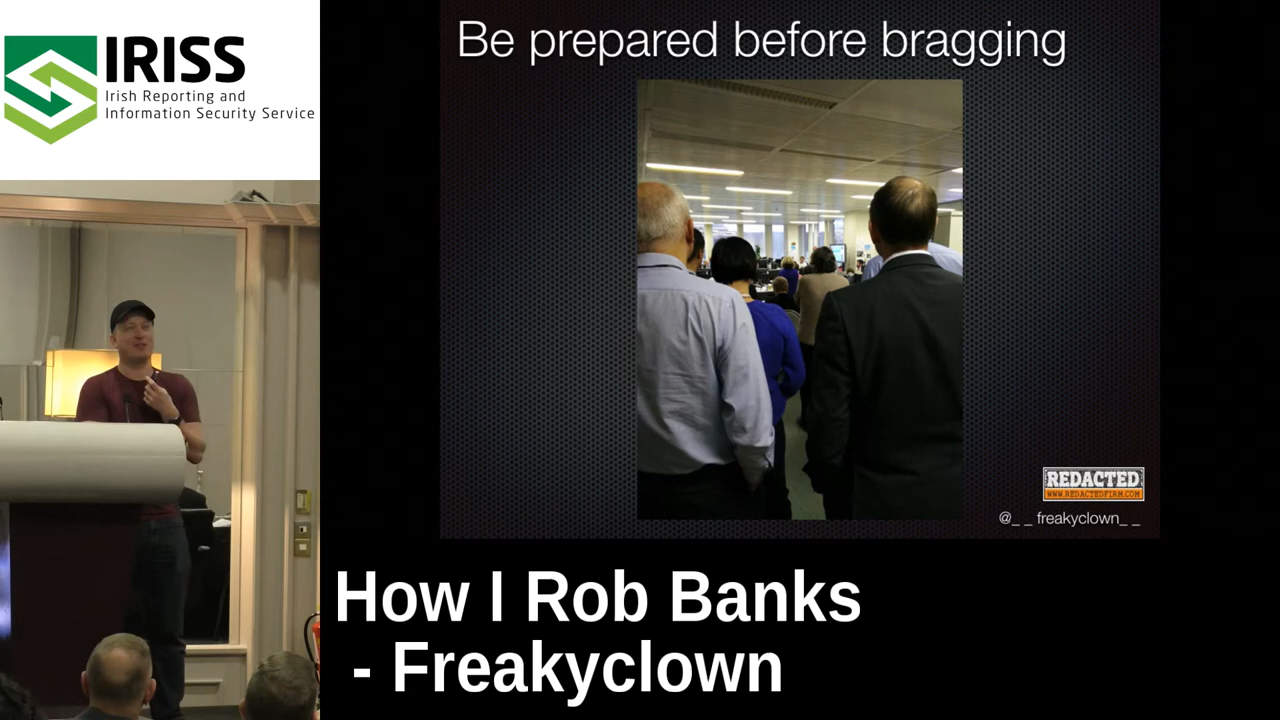 IRISS
Irish Reporting and
Information Security Service
Be prepared before bragging
REDACTED
WWW.REDACTEDFIRM.COM
@_ _ freakyclown_ _
How I Rob Banks
- Freakyclown